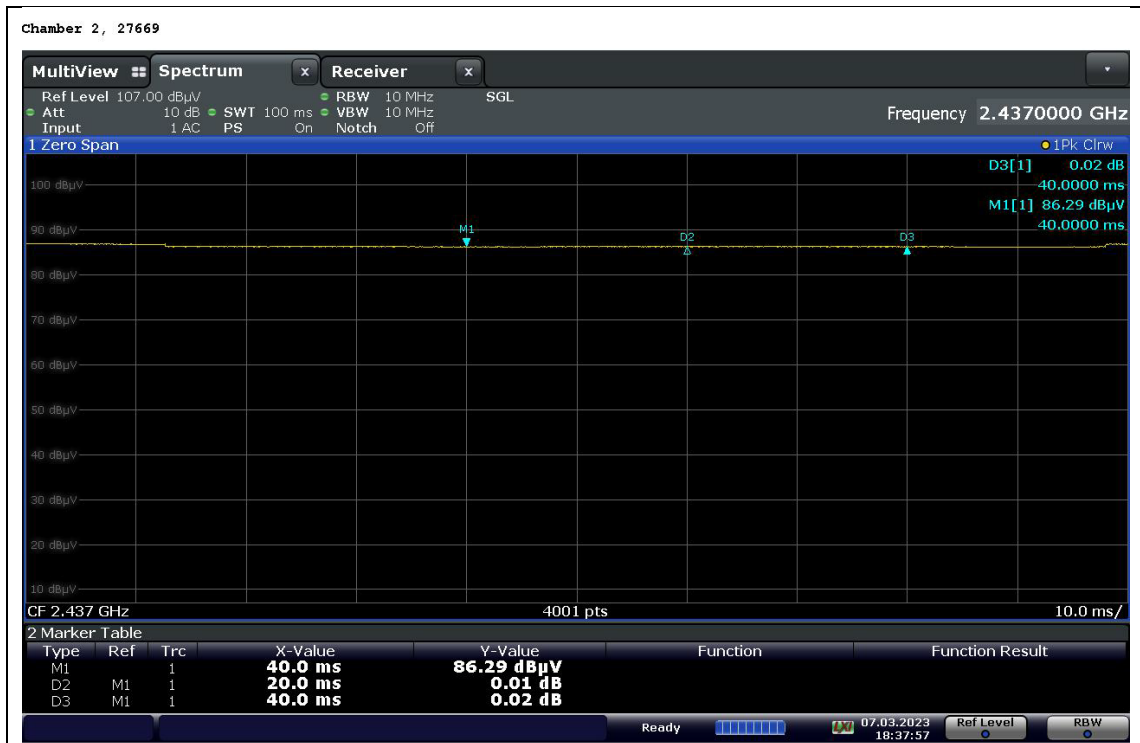 Chamber 2, 27669
MultiView Spectrum x Receiver x
Ref Level 107.00 dBµV RBW 10 MHz SGL
Att 10 dB SWT 100 ms VBW 10 MHz
Input 1 AC PS On Notch Off
Frequency 2.4370000 GHz
1 Zero Span 1Pk Clrw
D3[1] 0.02 dB
40.0000 ms
M1[1] 86.29 dBµV
40.0000 ms
100 dBµV
90 dBµV
M1
D2
D3
80 dBµV
70 dBµV
60 dBµV
50 dBµV
40 dBµV
30 dBµV
20 dBµV
10 dBµV
CF 2.437 GHz 4001 pts 10.0 ms/
2 Marker Table
Type Ref Trc X-Value Y-Value Function Function Result
M1 1 40.0 ms 86.29 dBµV
D2 M1 1 20.0 ms 0.01 dB
D3 M1 1 40.0 ms 0.02 dB
Ready 07.03.2023 Ref Level RBW
18:37:57